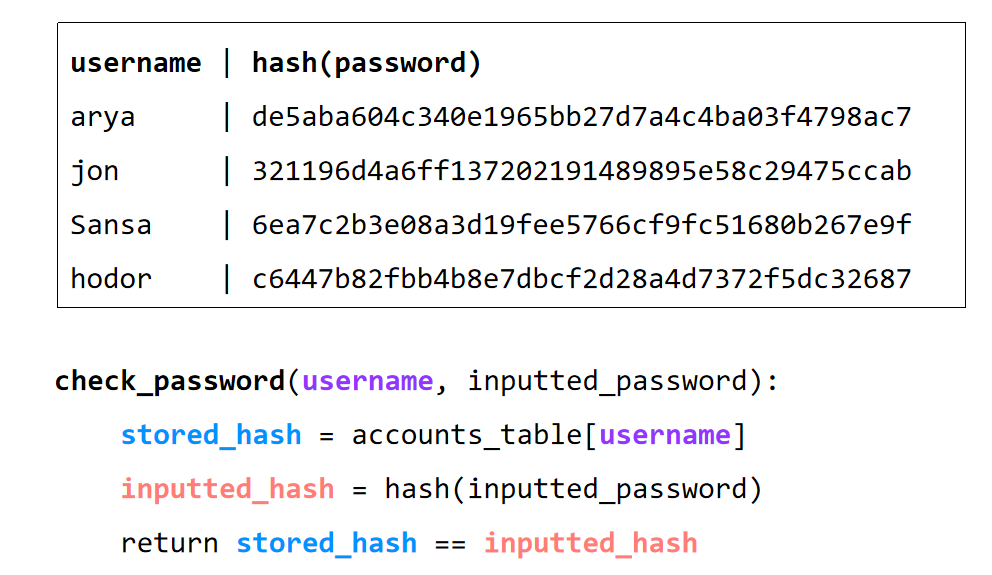 username | hash(password)
arya | de5aba604c340e1965bb27d7a4c4ba03f4798ac7
jon | 321196d4a6ff137202191489895e58c29475ccab
Sansa | 6ea7c2b3e08a3d19fee5766cf9fc51680b267e9f
hodor | c6447b82fbb4b8e7dbcf2d28a4d7372f5dc32687
check_password(username, inputted_password):
stored_hash = accounts_table[username]
inputted_hash = hash(inputted_password)
return stored_hash == inputted_hash